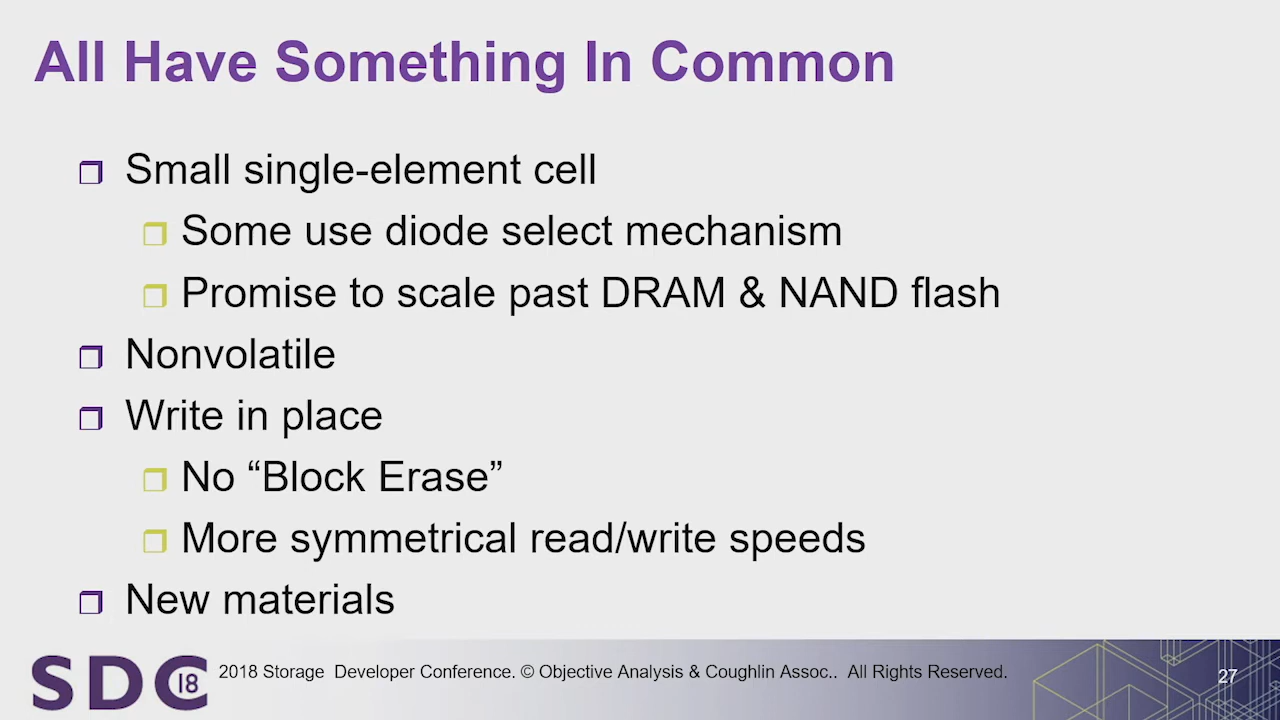 All Have Something In Common
Small single-element cell
Some use diode select mechanism
Promise to scale past DRAM & NAND flash
Nonvolatile
Write in place
No “Block Erase”
More symmetrical read/write speeds
New materials
SDC 18
2018 Storage  Developer Conference. © Objective Analysis & Coughlin Assoc..  All Rights Reserved.
27